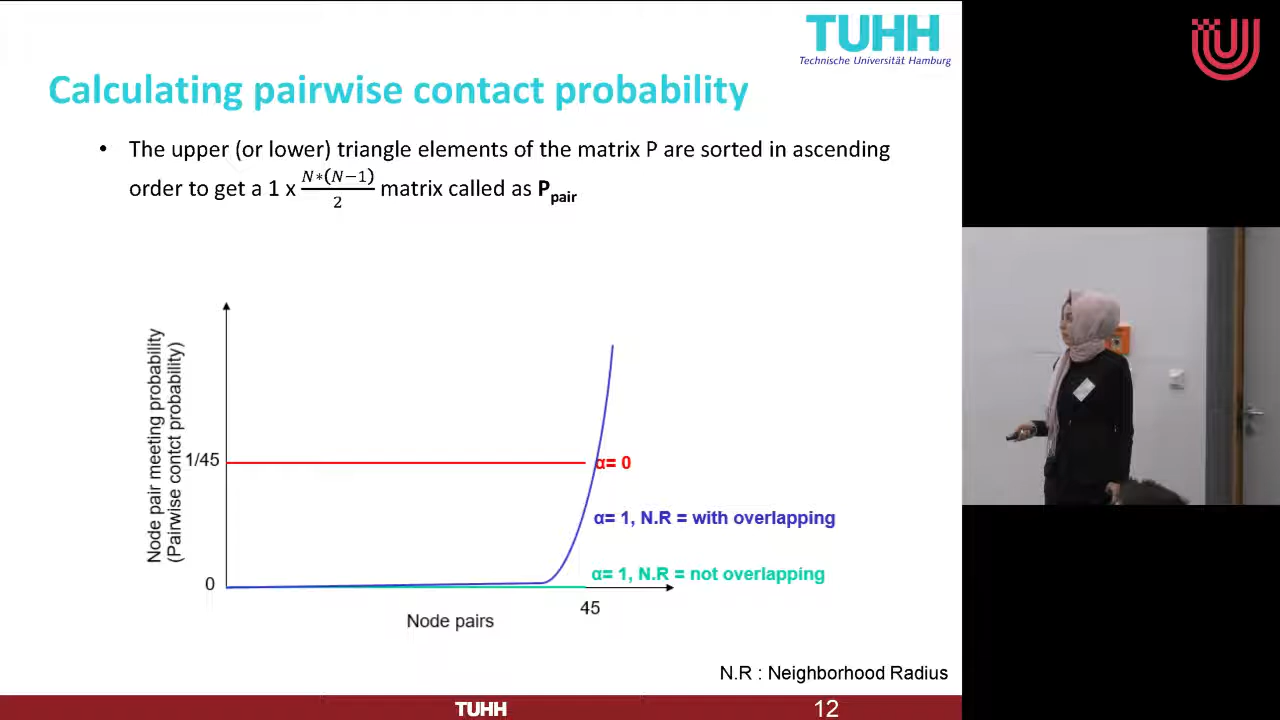 TUHH
Technische Universität Hamburg
Calculating pairwise contact probability
• The upper (or lower) triangle elements of the matrix P are sorted in ascending
order to get a 1 x N∗(N−1)/2 matrix called as P_pair
Node pair meeting probability
(Pairwise contct probability)
1/45
α= 0
α= 1, N.R = with overlapping
α= 1, N.R = not overlapping
0
45
Node pairs
N.R : Neighborhood Radius
TUHH
12